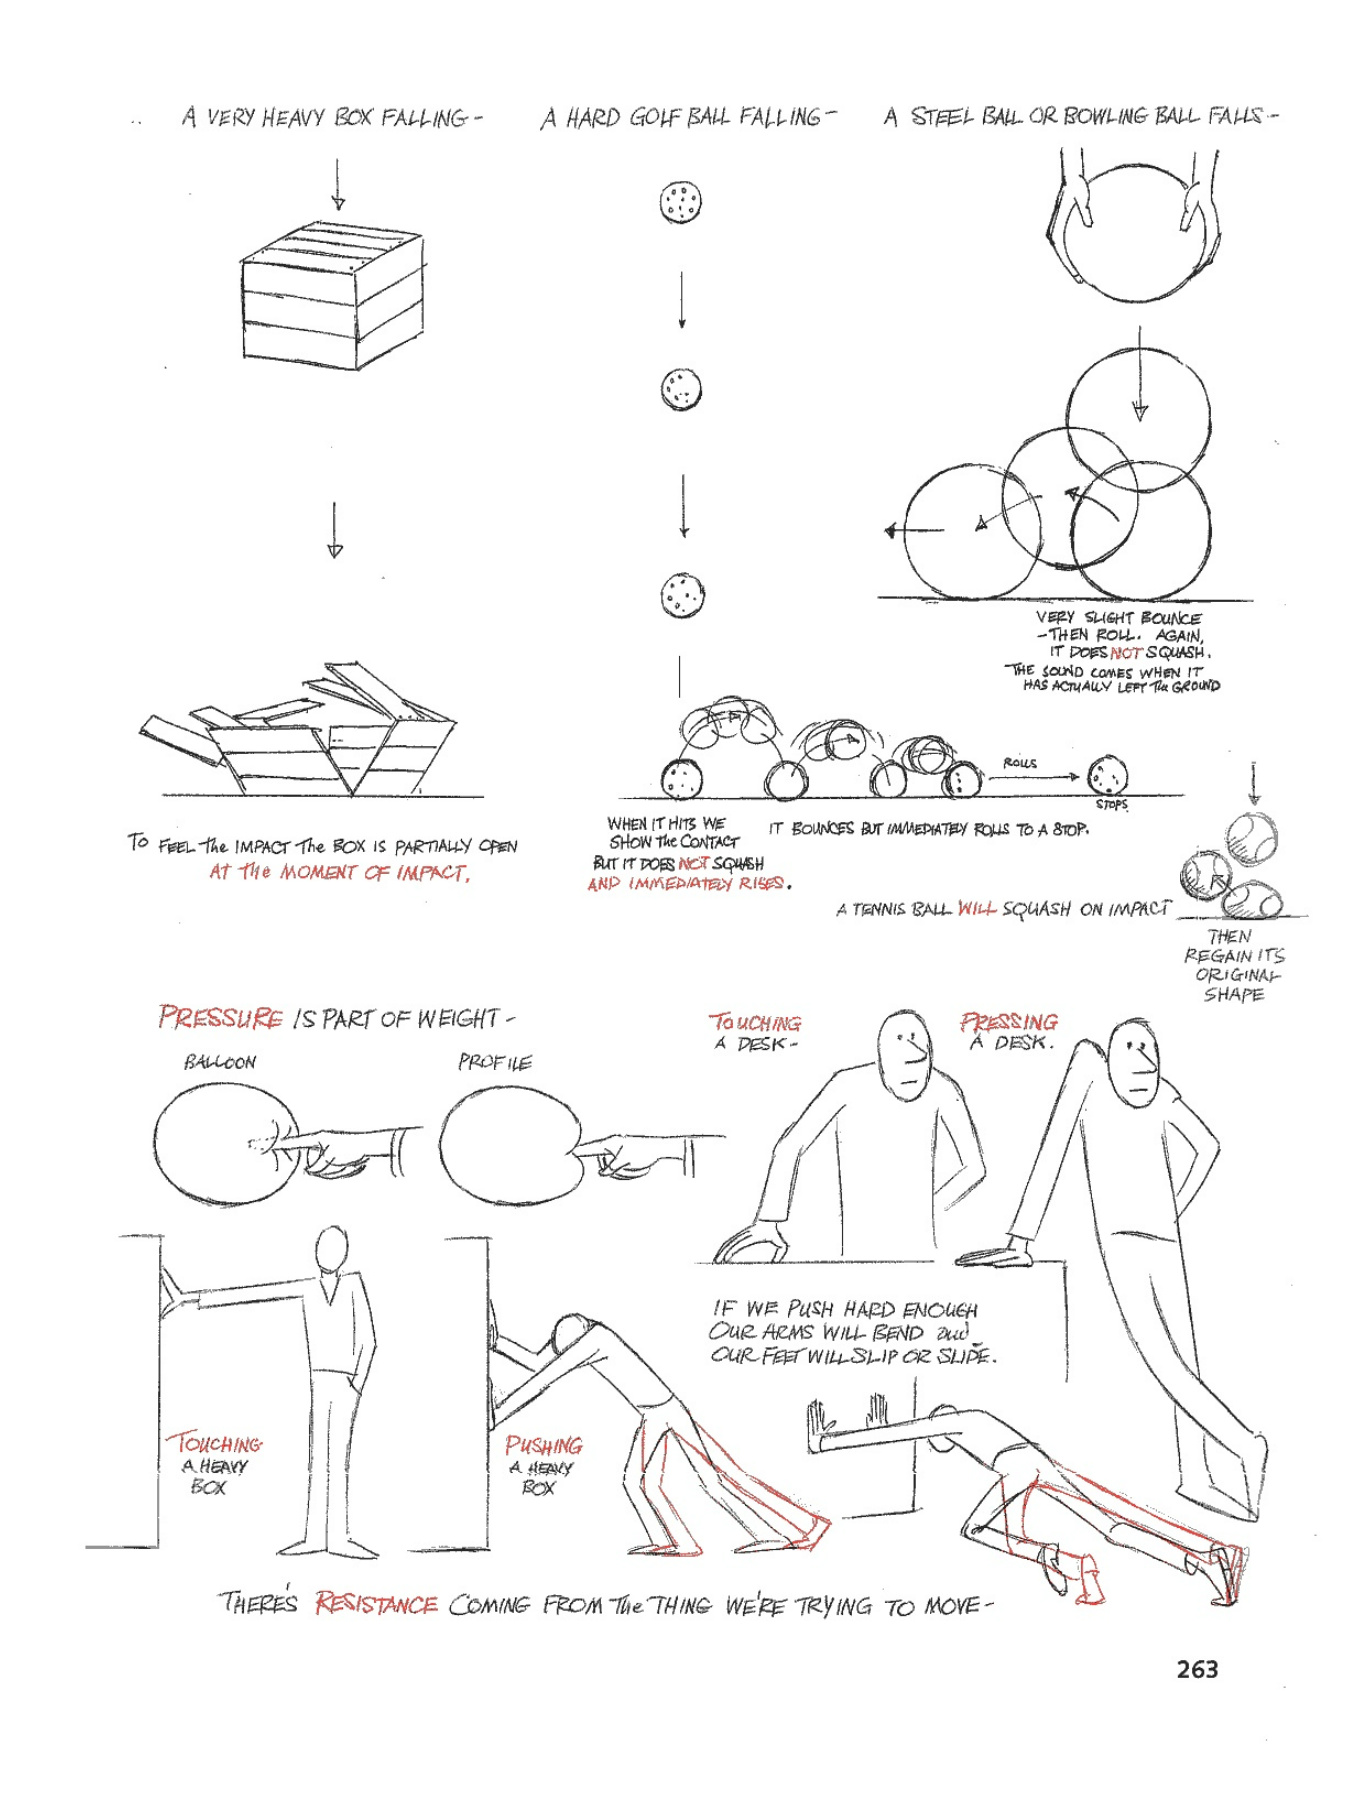 A VERY HEAVY BOX FALLING -
A HARD GOLF BALL FALLING -
A STEEL BALL OR BOWLING BALL FALLS -
VERY SLIGHT BOUNCE
- THEN ROLL. AGAIN,
IT DOES NOT SQUASH.
THE SOUND COMES WHEN IT
HAS ACTUALLY LEFT The GROUND
ROLLS
STOPS
TO FEEL The IMPACT The BOX IS PARTIALLY OPEN
AT The MOMENT OF IMPACT.
WHEN IT HITS WE
SHOW The CONTACT
BUT IT DOES NOT SQUASH
AND IMMEDIATELY RISES.
IT BOUNCES BUT IMMEDIATELY ROLLS TO A STOP.
A TENNIS BALL WILL SQUASH ON IMPACT
THEN
REGAIN ITS
ORIGINAL
SHAPE
PRESSURE IS PART OF WEIGHT -
BALLOON
PROFILE
TOUCHING
A DESK -
PRESSING
A DESK.
IF WE PUSH HARD ENOUGH
OUR ARMS WILL BEND and
OUR FEET WILL SLIP OR SLIDE.
TOUCHING
A HEAVY
BOX
PUSHING
A HEAVY
BOX
THERE'S RESISTANCE COMING FROM The THING WE'RE TRYING TO MOVE -
263